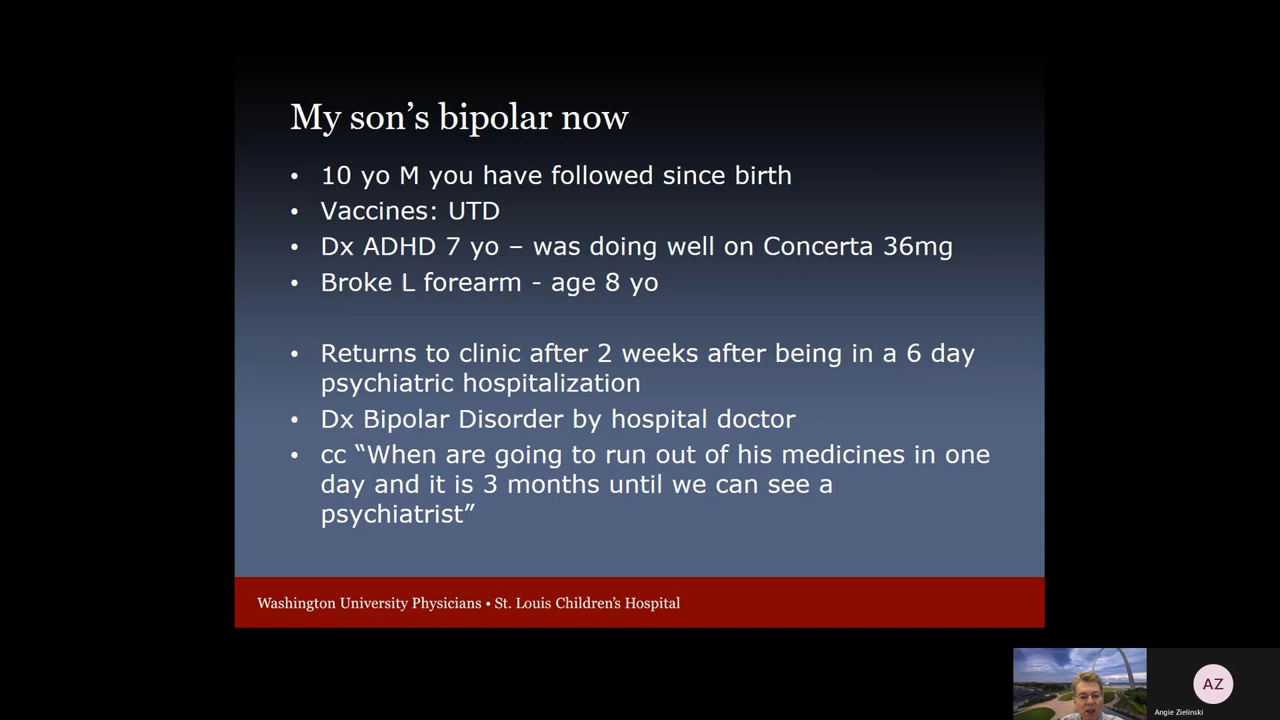 My son's bipolar now
• 10 yo M you have followed since birth
• Vaccines: UTD
• Dx ADHD 7 yo – was doing well on Concerta 36mg
• Broke L forearm - age 8 yo
• Returns to clinic after 2 weeks after being in a 6 day
psychiatric hospitalization
• Dx Bipolar Disorder by hospital doctor
• cc “When are going to run out of his medicines in one
day and it is 3 months until we can see a
psychiatrist”
Washington University Physicians • St. Louis Children's Hospital
AZ
Angie Zielinski